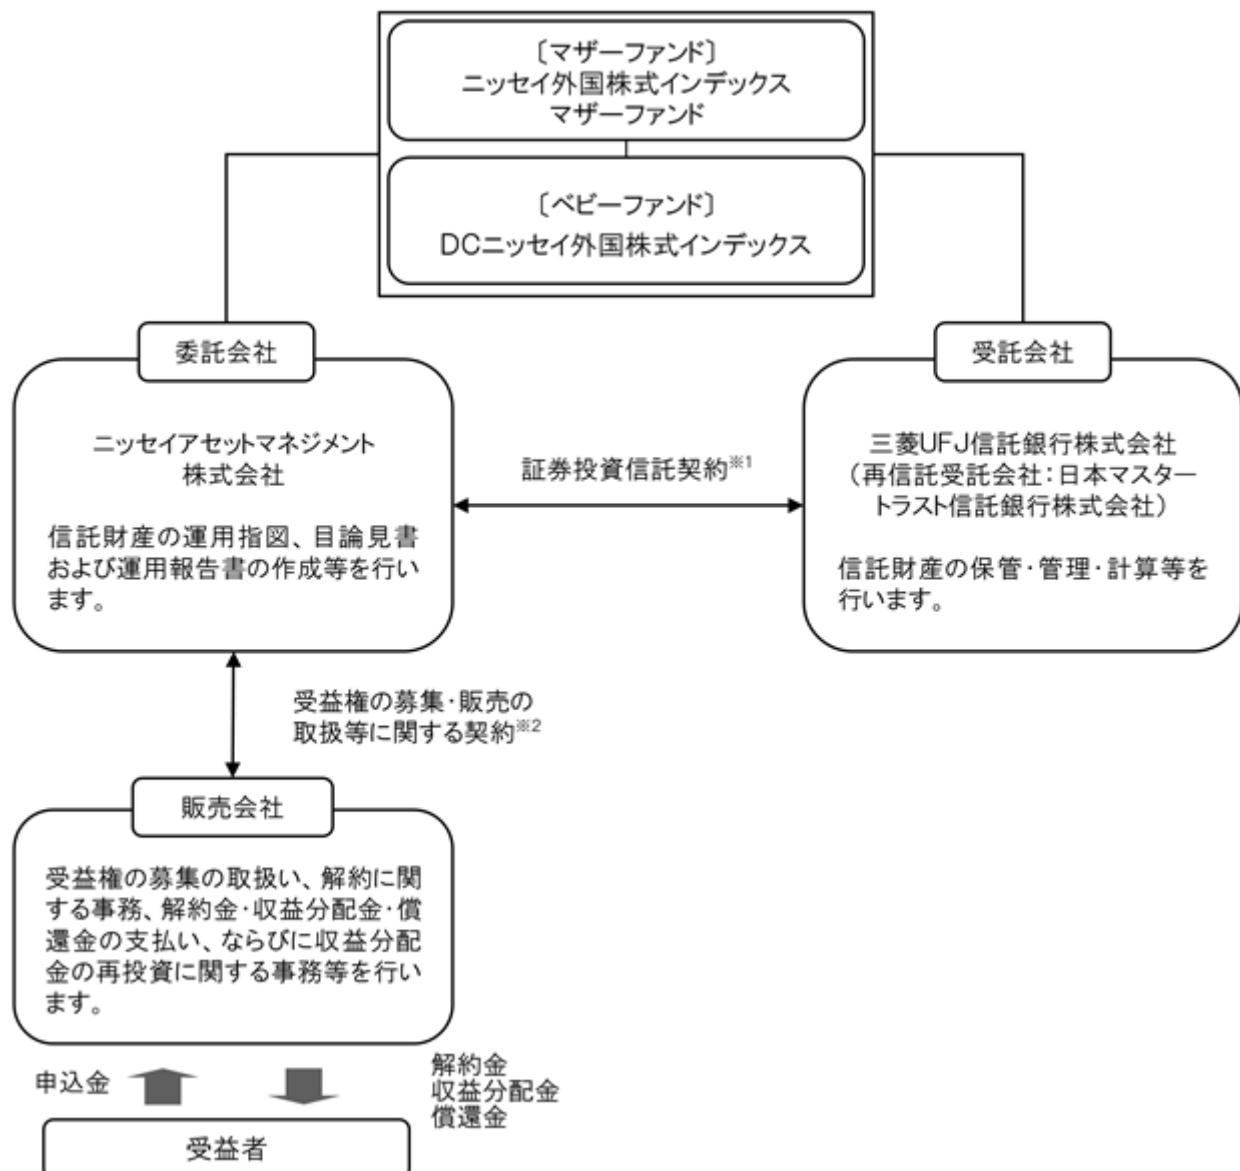 〔マザーファンド〕
ニッセイ外国株式インデックス
マザーファンド
〔ベビーファンド〕
DCニッセイ外国株式インデックス
委託会社
ニッセイアセットマネジメント
株式会社
信託財産の運用指図、目論見書
および運用報告書の作成等を行い
ます。
証券投資信託契約※1
受託会社
三菱UFJ信託銀行株式会社
（再信託受託会社：日本マスター
トラスト信託銀行株式会社）
信託財産の保管・管理・計算等を
行います。
受益権の募集・販売の
取扱等に関する契約※2
販売会社
受益権の募集の取扱い、解約に関
する事務、解約金・収益分配金・償
還金の支払い、ならびに収益分配
金の再投資に関する事務等を行い
ます。
申込金
解約金
収益分配金
償還金
受益者